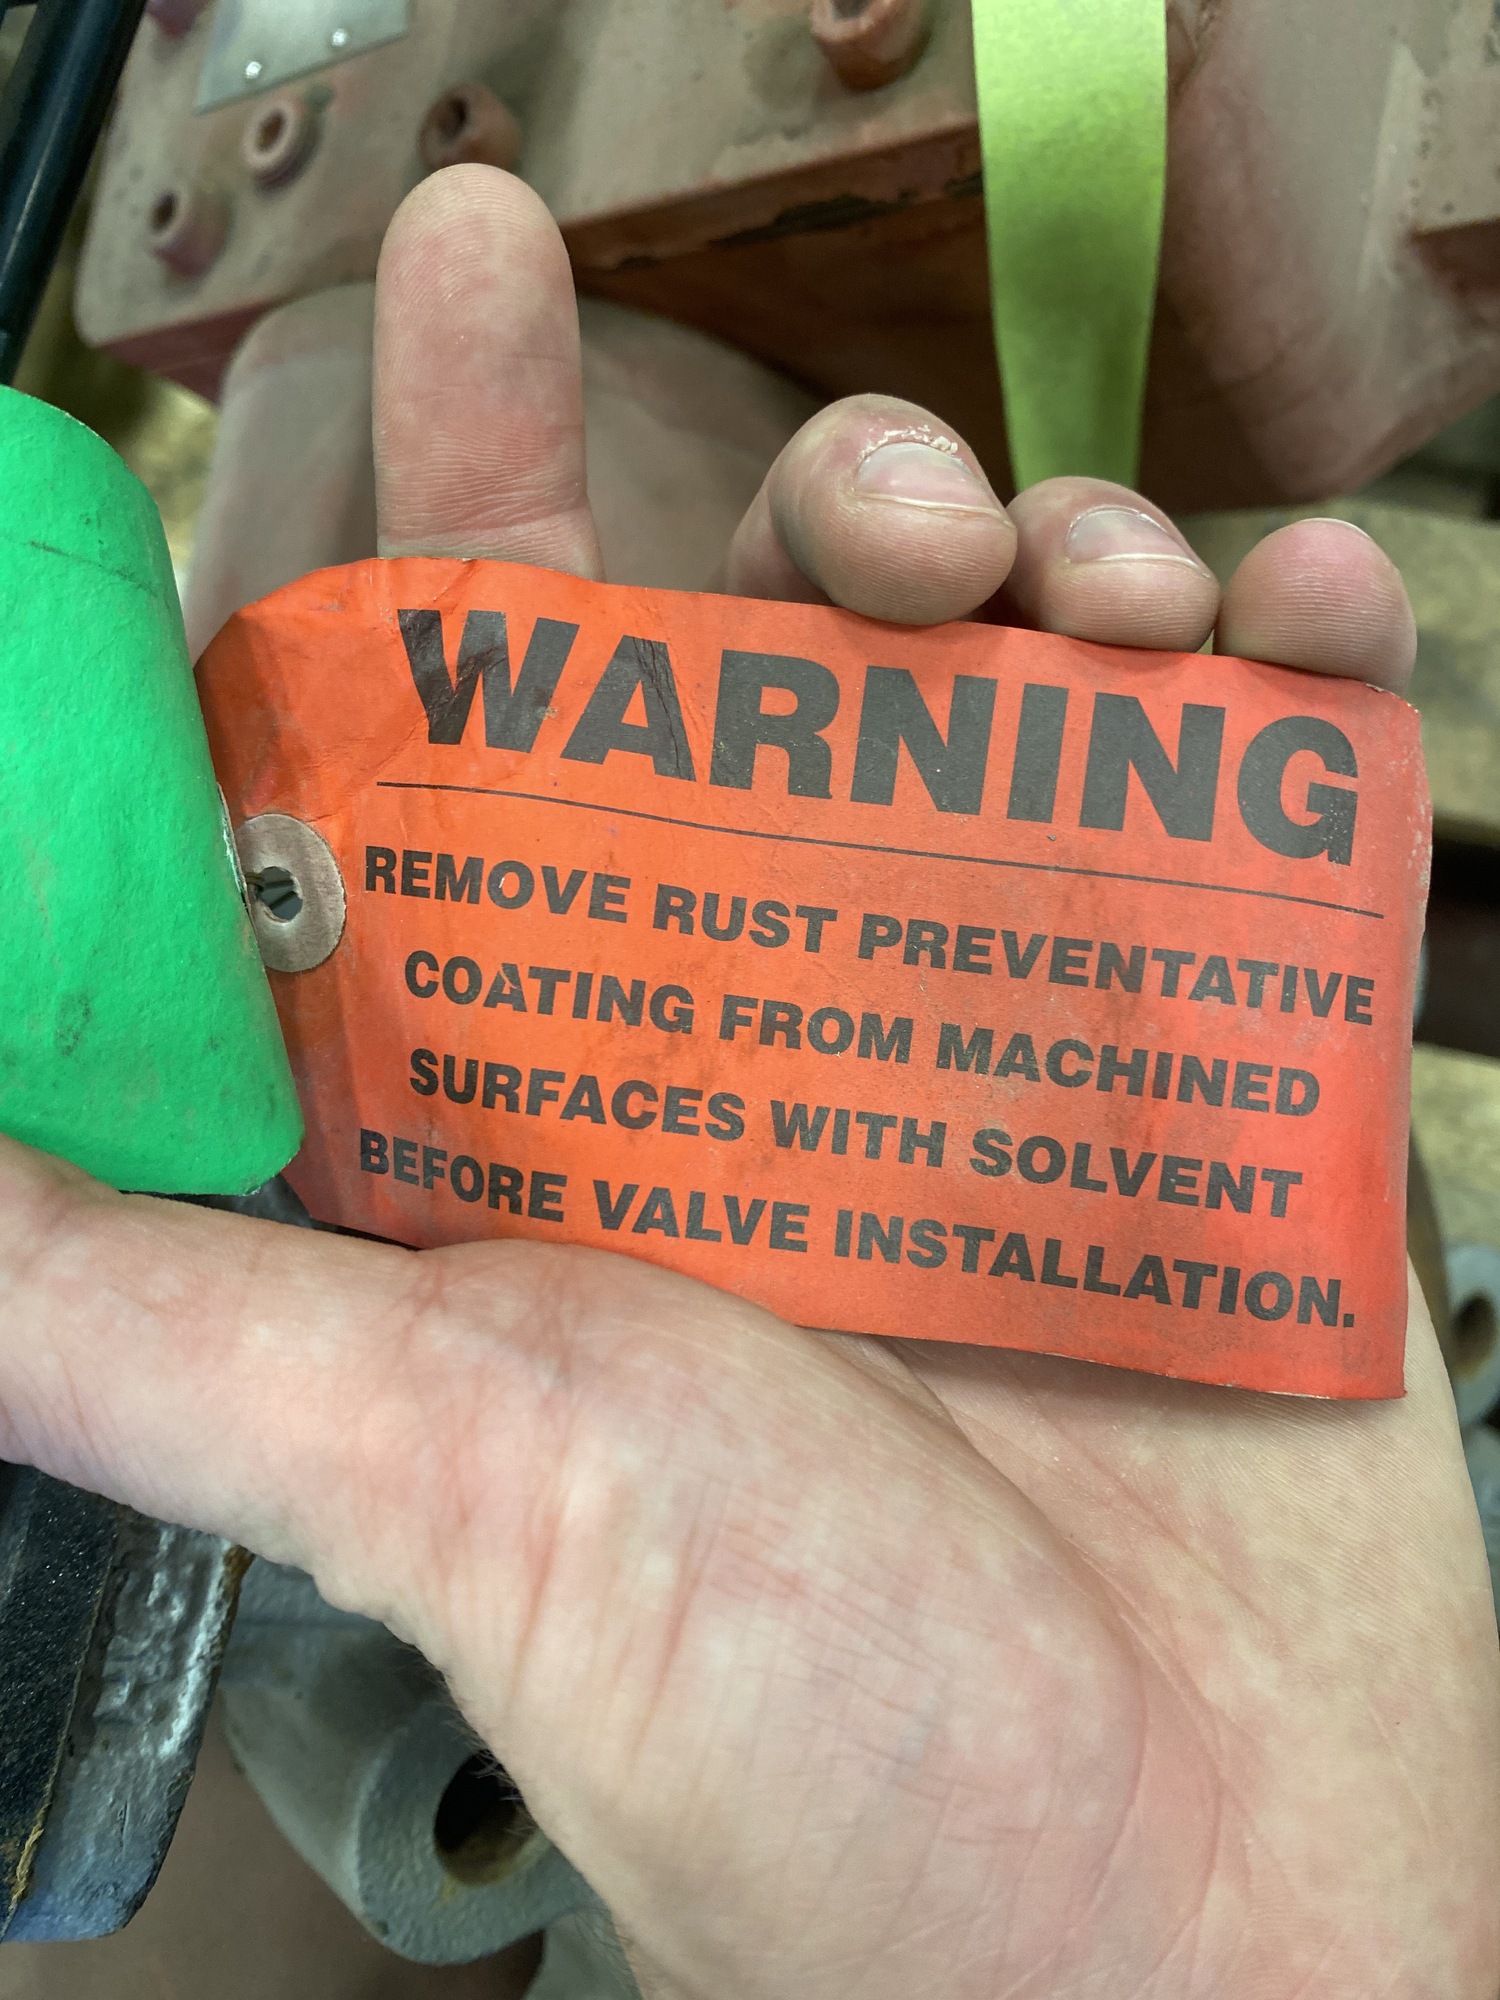 WARNING
REMOVE RUST PREVENTATIVE
COATING FROM MACHINED
SURFACES WITH SOLVENT
BEFORE VALVE INSTALLATION.